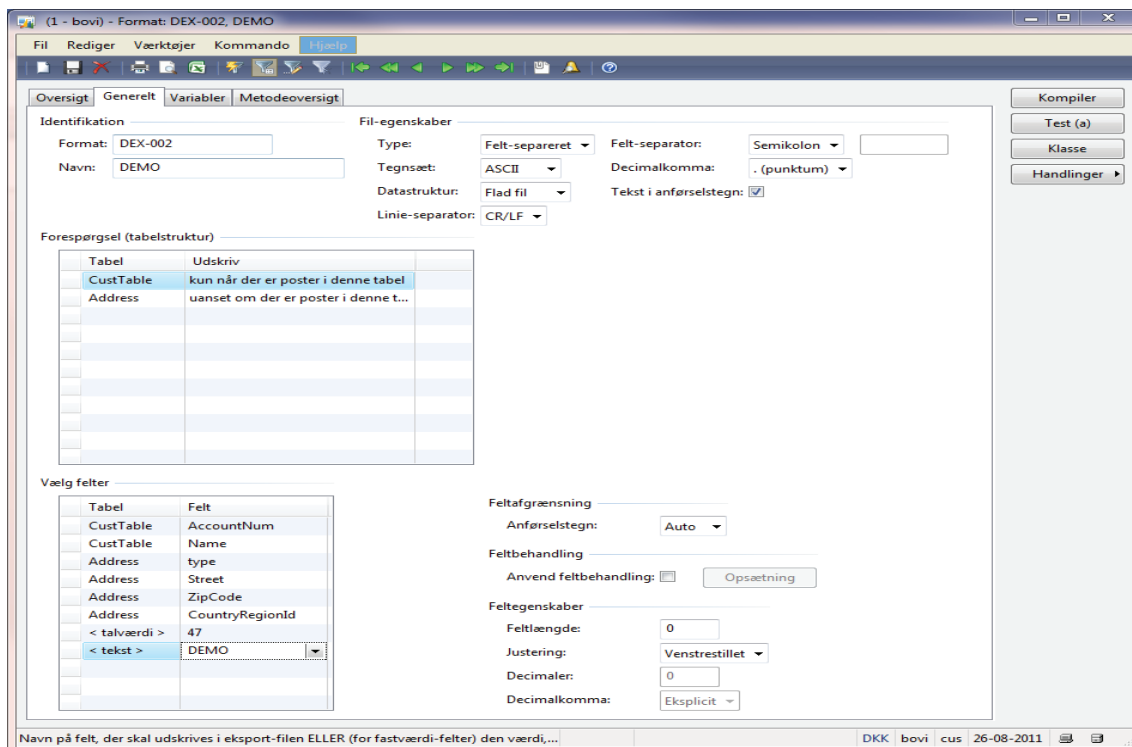 (1 - bovi) - Format: DEX-002, DEMO
Fil Rediger Værktøjer Kommando Hjælp
Oversigt Generelt Variabler Metodeoversigt
Kompiler
Test (a)
Klasse
Handlinger
Identifikation
Format: DEX-002
Navn: DEMO
Fil-egenskaber
Type: Felt-separeret
Tegnsæt: ASCII
Datastruktur: Flad fil
Linie-separator: CR/LF
Felt-separator: Semikolon
Decimalkomma: . (punktum)
Tekst i anførselstegn:
Forespørgsel (tabelstruktur)
Tabel Udskriv
CustTable kun når der er poster i denne tabel
Address uanset om der er poster i denne t...
Vælg felter
Tabel Felt
CustTable AccountNum
CustTable Name
Address type
Address Street
Address ZipCode
Address CountryRegionId
< talværdi > 47
< tekst > DEMO
Feltafgrænsning
Anførselstegn: Auto
Feltbehandling
Anvend feltbehandling: Opsætning
Feltegenskaber
Feltlængde: 0
Justering: Venstrestillet
Decimaler: 0
Decimalkomma: Eksplicit
Navn på felt, der skal udskrives i eksport-filen ELLER (for fastværdi-felter) den værdi,... DKK bovi cus 26-08-2011